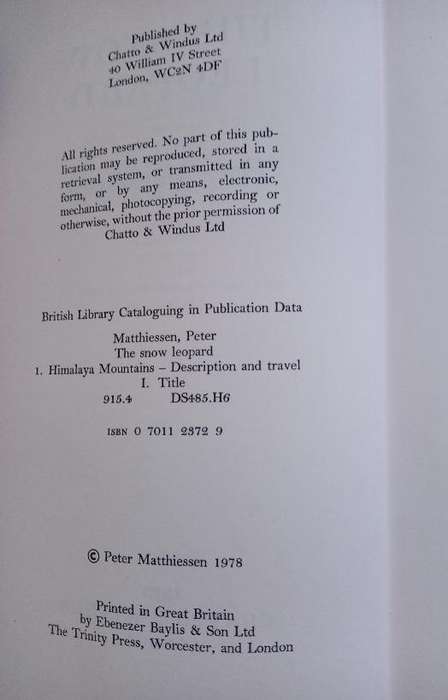 Published by
Chatto & Windus Ltd
40 William IV Street
London, WC2N 4DF
All rights reserved. No part of this pub-
lication may be reproduced, stored in a
retrieval system, or transmitted in any
form, or by any means, electronic,
mechanical, photocopying, recording or
otherwise, without the prior permission of
Chatto & Windus Ltd
British Library Cataloguing in Publication Data
Matthiessen, Peter
The snow leopard
1. Himalaya Mountains – Description and travel
I. Title
915.4 DS485.H6
ISBN 0 7011 2372 9
© Peter Matthiessen 1978
Printed in Great Britain
by Ebenezer Baylis & Son Ltd
The Trinity Press, Worcester, and London